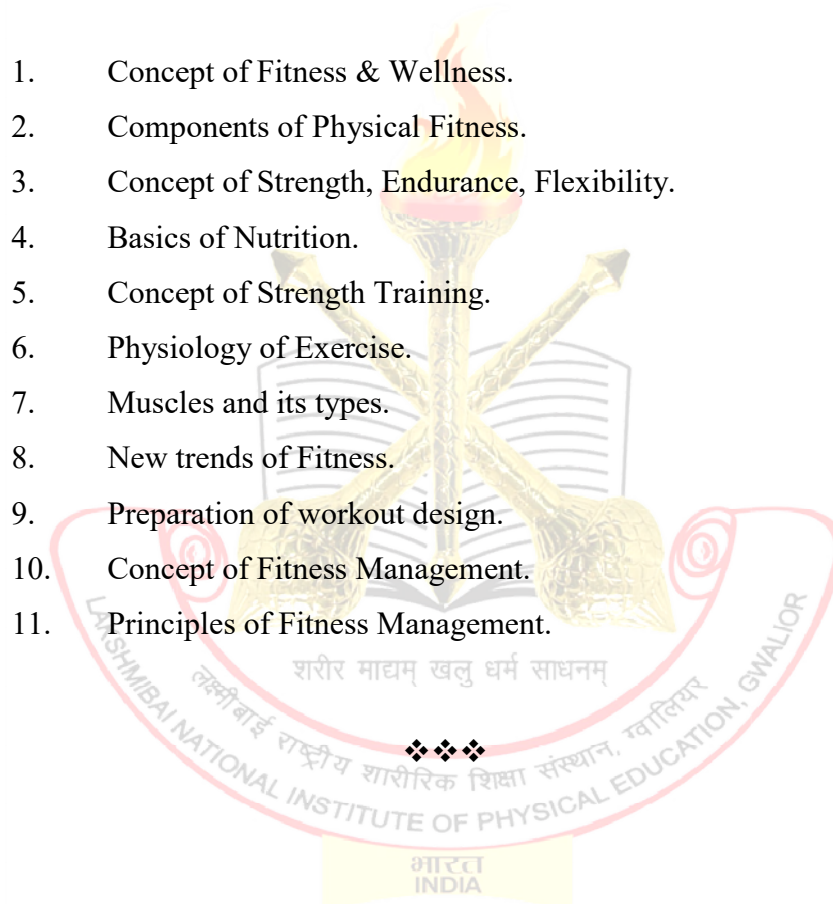 1. Concept of Fitness & Wellness.
2. Components of Physical Fitness.
3. Concept of Strength, Endurance, Flexibility.
4. Basics of Nutrition.
5. Concept of Strength Training.
6. Physiology of Exercise.
7. Muscles and its types.
8. New trends of Fitness.
9. Preparation of workout design.
10. Concept of Fitness Management.
11. Principles of Fitness Management.
शरीर माद्यम् खलु धर्म साधनम्
लक्ष्मीबाई राष्ट्रीय शारीरिक शिक्षा संस्थान, ग्वालियर
LAKSHMIBAI NATIONAL INSTITUTE OF PHYSICAL EDUCATION, GWALIOR
भारत
INDIA